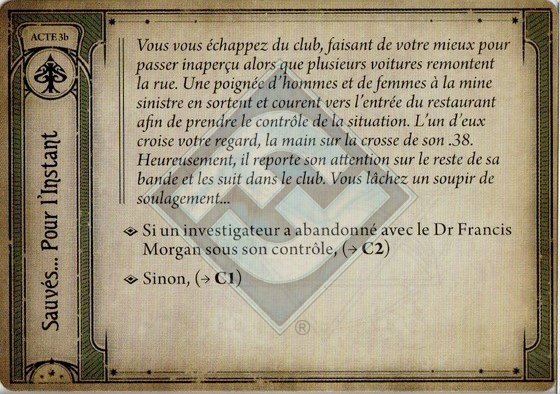 ACTE 3b
Sauvés... Pour l'Instant
Vous vous échappez du club, faisant de votre mieux pour
passer inaperçu alors que plusieurs voitures remontent
la rue. Une poignée d'hommes et de femmes à la mine
sinistre en sortent et courent vers l'entrée du restaurant
afin de prendre le contrôle de la situation. L'un d'eux
croise votre regard, la main sur la crosse de son .38.
Heureusement, il reporte son attention sur le reste de sa
bande et les suit dans le club. Vous lâchez un soupir de
soulagement...
Si un investigateur a abandonné avec le Dr Francis
Morgan sous son contrôle, (→ C2)
Sinon, (→ C1)
®